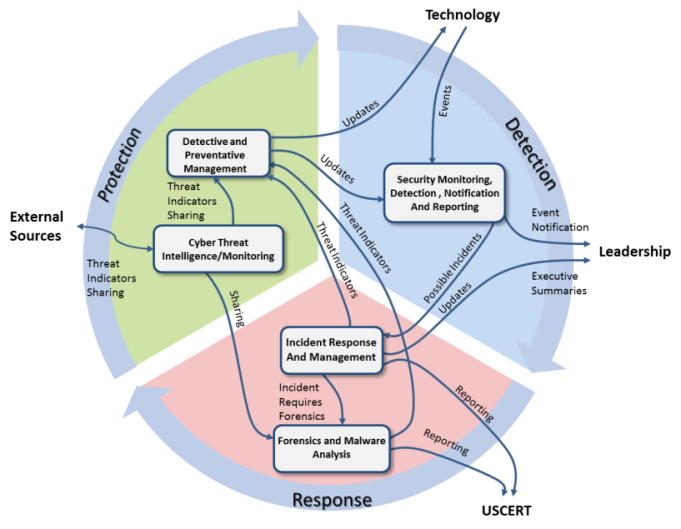 Technology
Protection
Detection
Updates
Events
Detective and
Preventative
Management
Updates
Security Monitoring,
Detection , Notification
And Reporting
Threat
Indicators
Sharing
External
Sources
Cyber Threat
Intelligence/Monitoring
Threat
Indicators
Sharing
Event
Notification
Leadership
Executive
Summaries
Threat Indicators
Threat Indicators
Possible Incidents
Updates
Sharing
Incident Response
And Management
Incident
Requires
Forensics
Reporting
Forensics and Malware
Analysis
Reporting
Response
USCERT